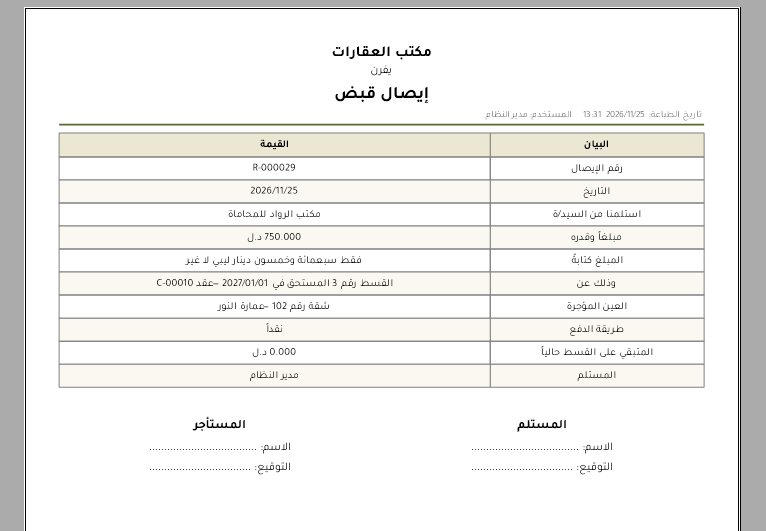 مكتب العقارات
يفرن
إيصال قبض
تاريخ الطباعة: 2026/11/25 13:31 المستخدم: مدير النظام
البيان القيمة
رقم الإيصال R-000029
التاريخ 2026/11/25
استلمنا من السيد/ة مكتب الرواد للمحاماة
مبلغاً وقدره 750.000 د.ل
المبلغ كتابةً فقط سبعمائة وخمسون دينار ليبي لا غير
وذلك عن القسط رقم 3 المستحق في 2027/01/01 –عقد C-00010
العين المؤجرة شقة رقم 102 –عمارة النور
طريقة الدفع نقداً
المتبقي على القسط حالياً 0.000 د.ل
المستلم مدير النظام
المستلم المستأجر
الاسم: .................................... الاسم: ....................................
التوقيع: .................................. التوقيع: ..................................